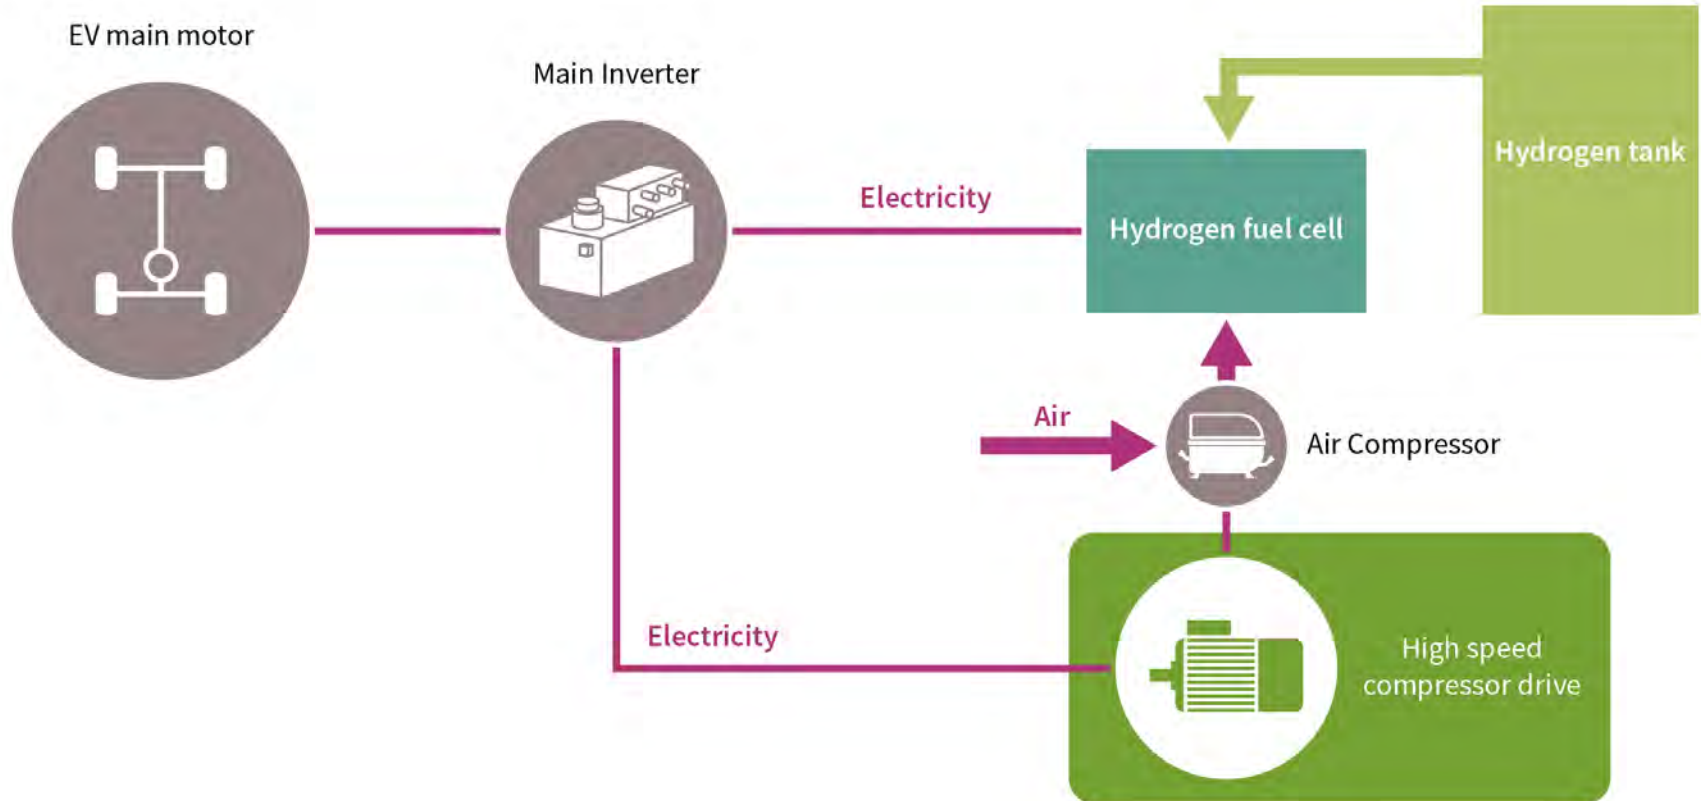 EV main motor
Main Inverter
Hydrogen tank
Electricity
Hydrogen fuel cell
Air
Air Compressor
Electricity
High speed
compressor drive